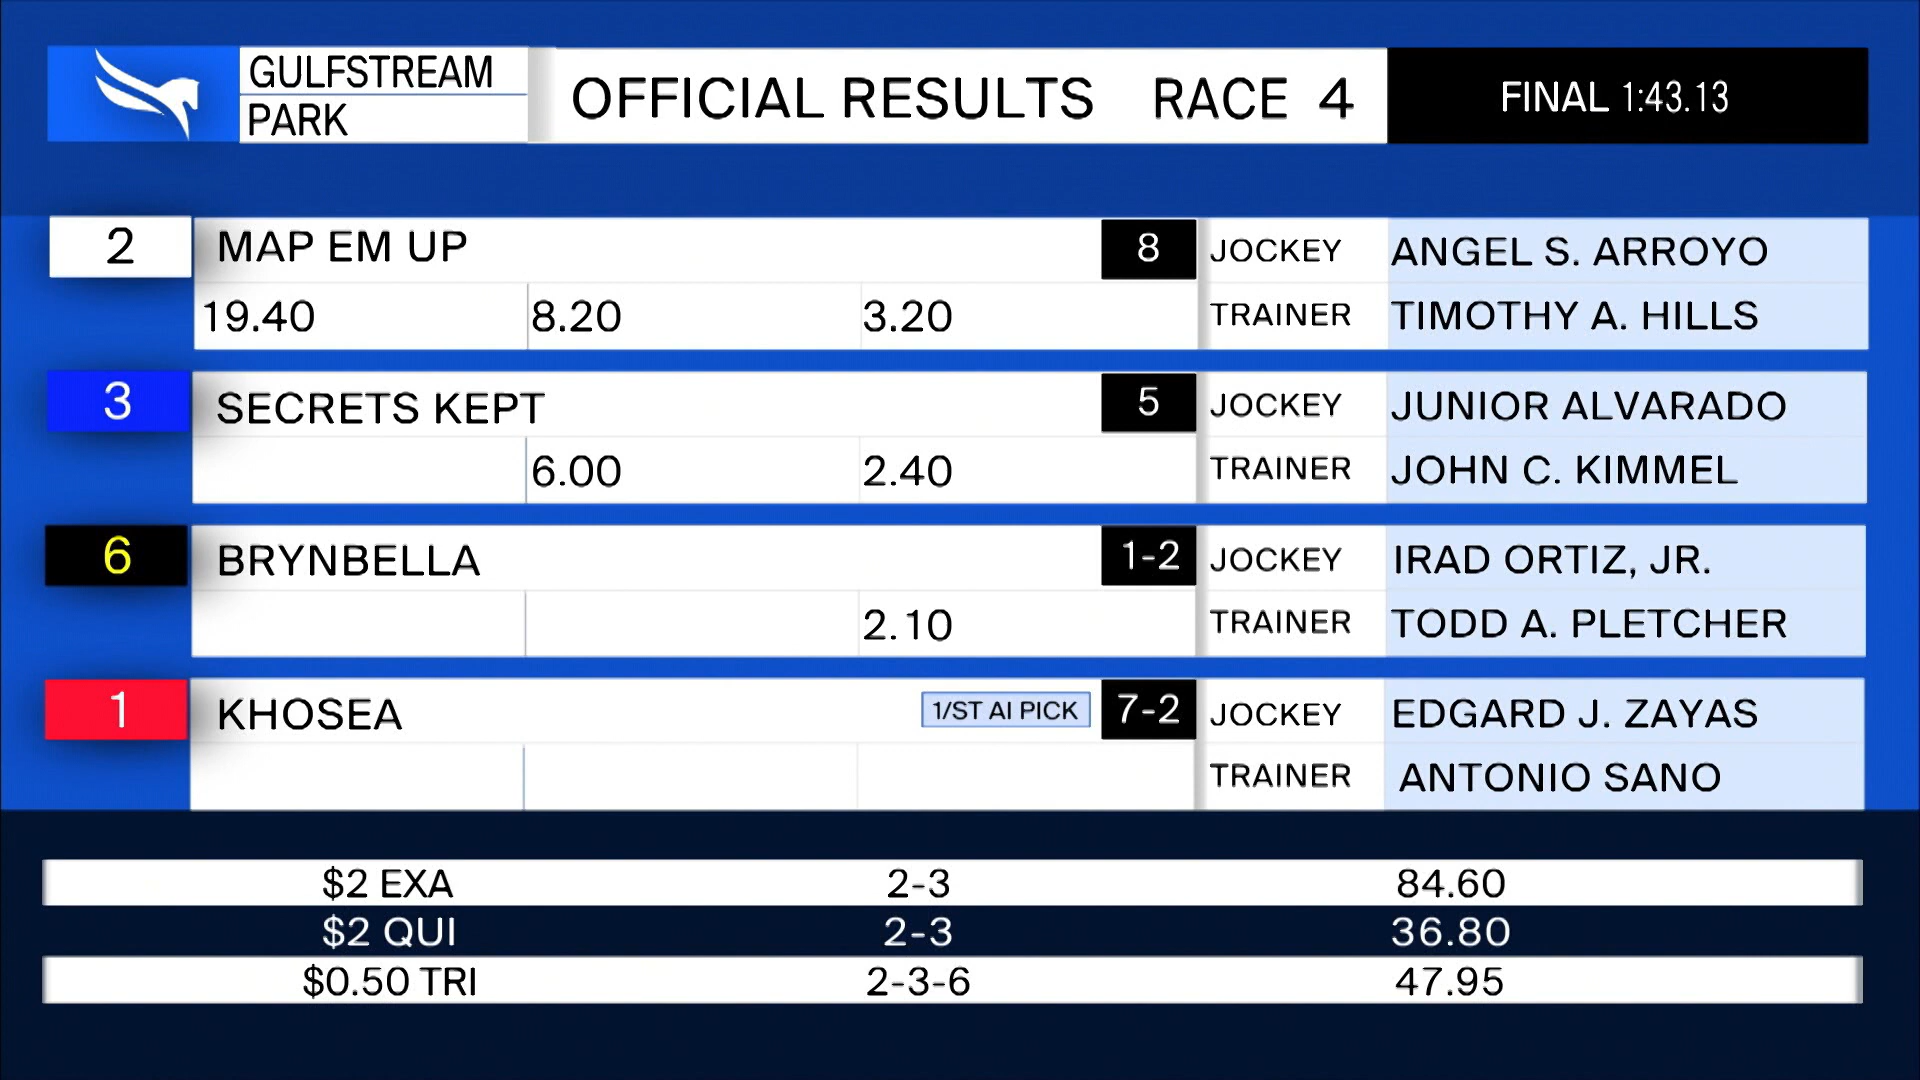 GULFSTREAM
PARK
OFFICIAL RESULTS RACE 4
FINAL 1:43.13
2 MAP EM UP 8 JOCKEY ANGEL S. ARROYO
19.40 8.20 3.20 TRAINER TIMOTHY A. HILLS
3 SECRETS KEPT 5 JOCKEY JUNIOR ALVARADO
6.00 2.40 TRAINER JOHN C. KIMMEL
6 BRYNBELLA 1-2 JOCKEY IRAD ORTIZ, JR.
2.10 TRAINER TODD A. PLETCHER
1 KHOSEA 1/ST AI PICK 7-2 JOCKEY EDGARD J. ZAYAS
TRAINER ANTONIO SANO
$2 EXA 2-3 84.60
$2 QUI 2-3 36.80
$0.50 TRI 2-3-6 47.95